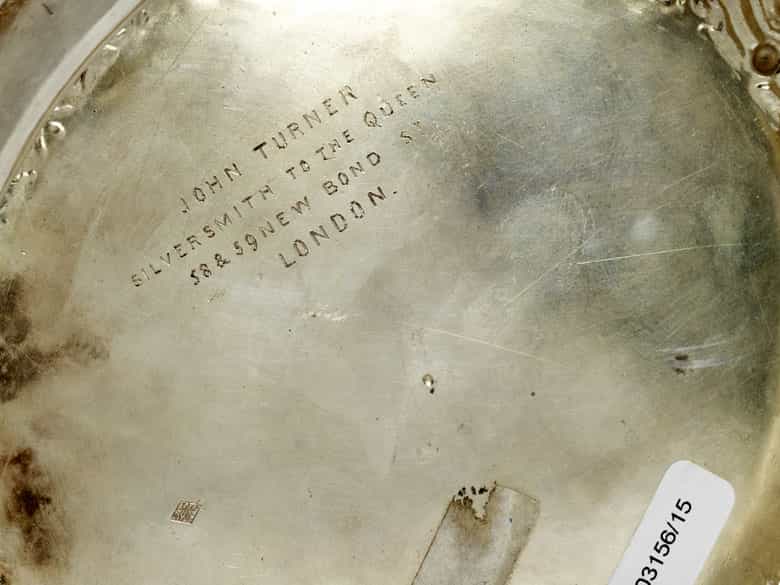 JOHN TURNER
SILVERSMITH TO THE QUEEN
58 & 59 NEW BOND ST
LONDON.
03156/15